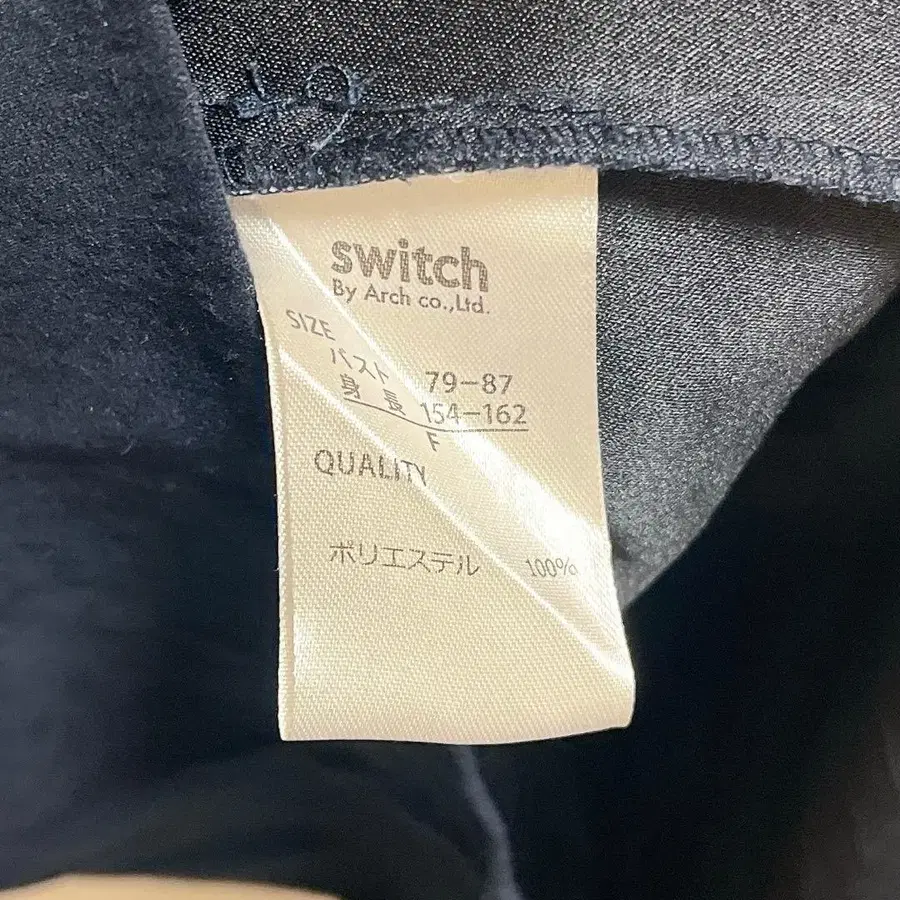 switch
By Arch co.,Ltd.
SIZE
バスト 79-87
身長 154-162
F
QUALITY
ポリエステル 100%